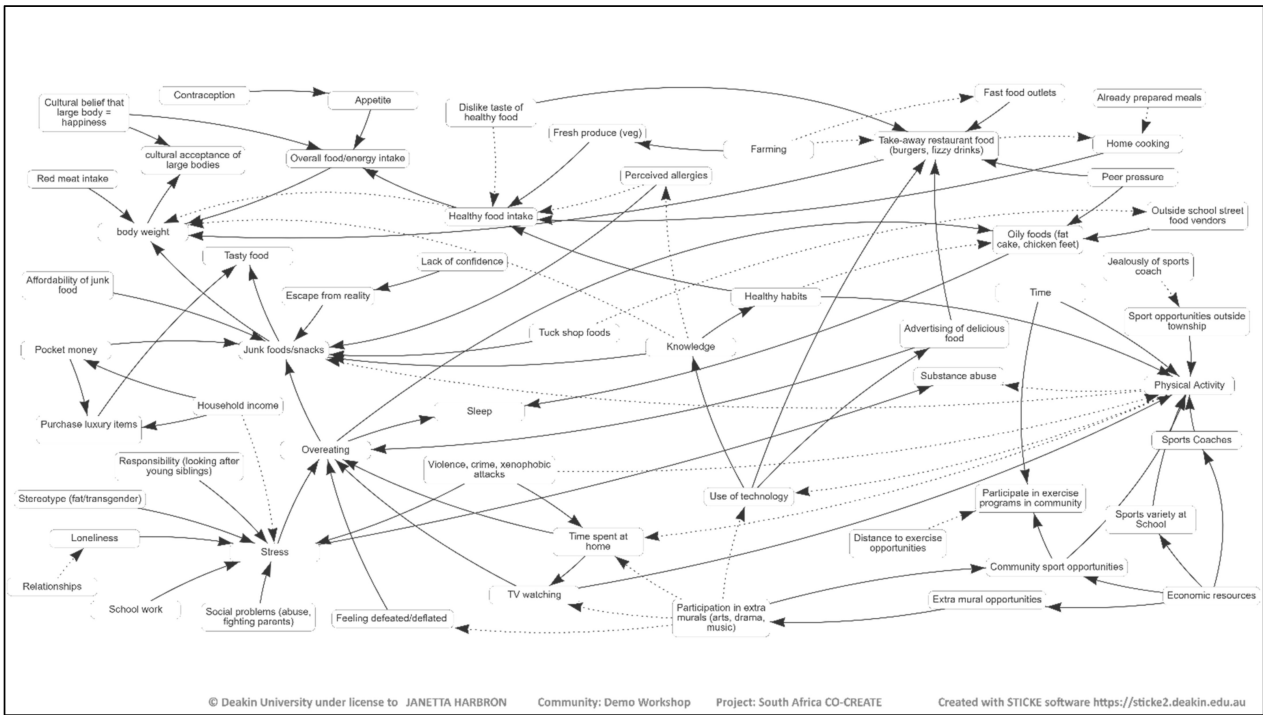 Cultural belief that
large body =
happiness
Contraception
Appetite
Dislike taste of
healthy food
Fast food outlets
Already prepared meals
cultural acceptance of
large bodies
Overall food/energy intake
Fresh produce (veg)
Farming
Take-away restaurant food
(burgers, lizzy drinks)
Home cooking
Red meat intake
Perceived allergies
Peer pressure
body weight
Healthy food intake
Outside school street
food vendors
Oily foods (fat
cake, chicken feet)
Tasty food
Lack of confidence
Jealously of sports
coach
Affordability of junk
food
Escape from reality
Healthy habits
Time
Sport opportunities outside
township
Pocket money
Junk foods/snacks
Tuck shop foods
Knowledge
Advertising of delicious
food
Substance abuse
Physical Activity
Household income
Sleep
Purchase luxury items
Sports Coaches
Overeating
Responsibility (looking after
young siblings)
Violence, crime, xenophobic
attacks
Use of technology
Participate in exercise
programs in community
Stereotype (fat/transgender)
Sports variety at
School
Loneliness
Stress
Time spent at
home
Distance to exercise
opportunities
Relationships
TV watching
Community sport opportunities
School work
Social problems (abuse,
fighting parents)
Feeling defeated/deflated
Participation in extra
murals (arts, drama,
music)
Extra mural opportunities
Economic resources
© Deakin University under license to JANETTA HARBRON Community: Demo Workshop Project: South Africa CO-CREATE Created with STICKE software https://sticke2.deakin.edu.au